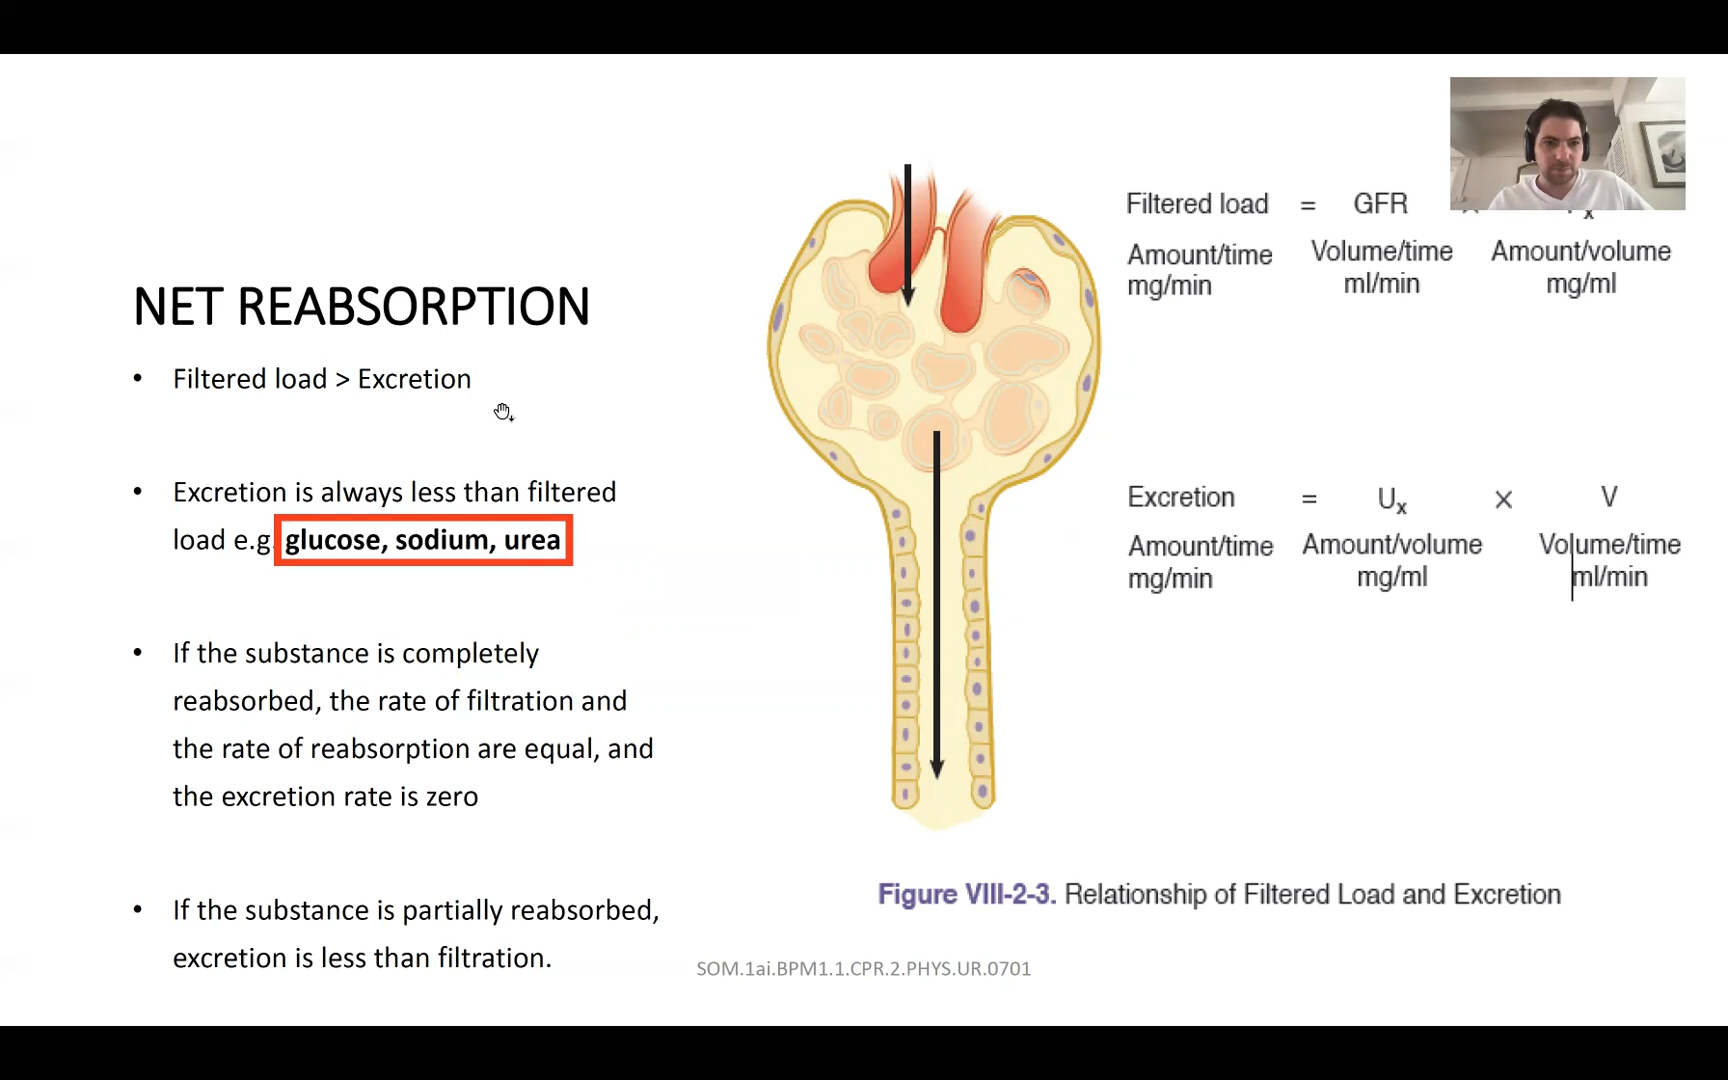 NET REABSORPTION
• Filtered load > Excretion
• Excretion is always less than filtered
load e.g. glucose, sodium, urea
• If the substance is completely
reabsorbed, the rate of filtration and
the rate of reabsorption are equal, and
the excretion rate is zero
• If the substance is partially reabsorbed,
excretion is less than filtration.
Filtered load = GFR
Amount/time Volume/time Amount/volume
mg/min ml/min mg/ml
Excretion = Ux × V
Amount/time Amount/volume Volume/time
mg/min mg/ml ml/min
Figure VIII-2-3. Relationship of Filtered Load and Excretion
SOM.1ai.BPM1.1.CPR.2.PHYS.UR.0701